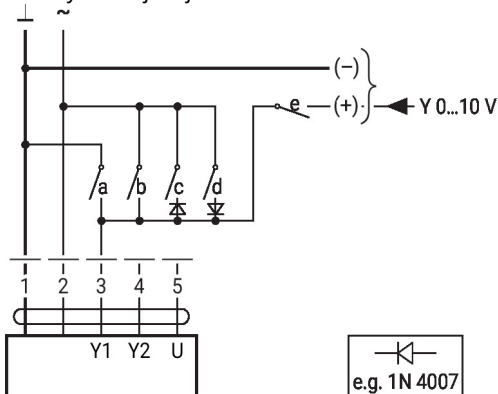 ⊥ ~
(–)
e (+) Y 0...10 V
a b c d
1 2 3 4 5
Y1 Y2 U
e.g. 1N 4007